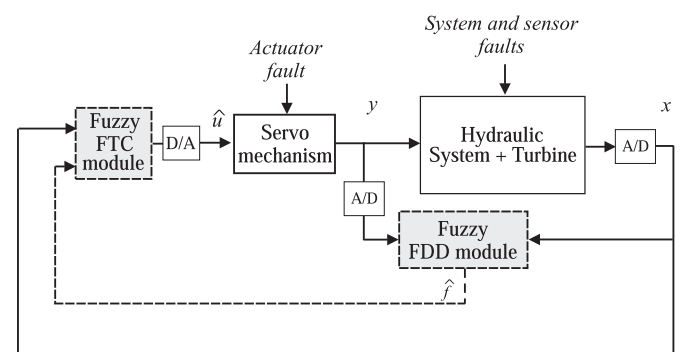 System and sensor
faults
Actuator
fault
y
x
Fuzzy
FTC
module
D/A
û
Servo
mechanism
Hydraulic
System + Turbine
A/D
A/D
Fuzzy
FDD module
f̂